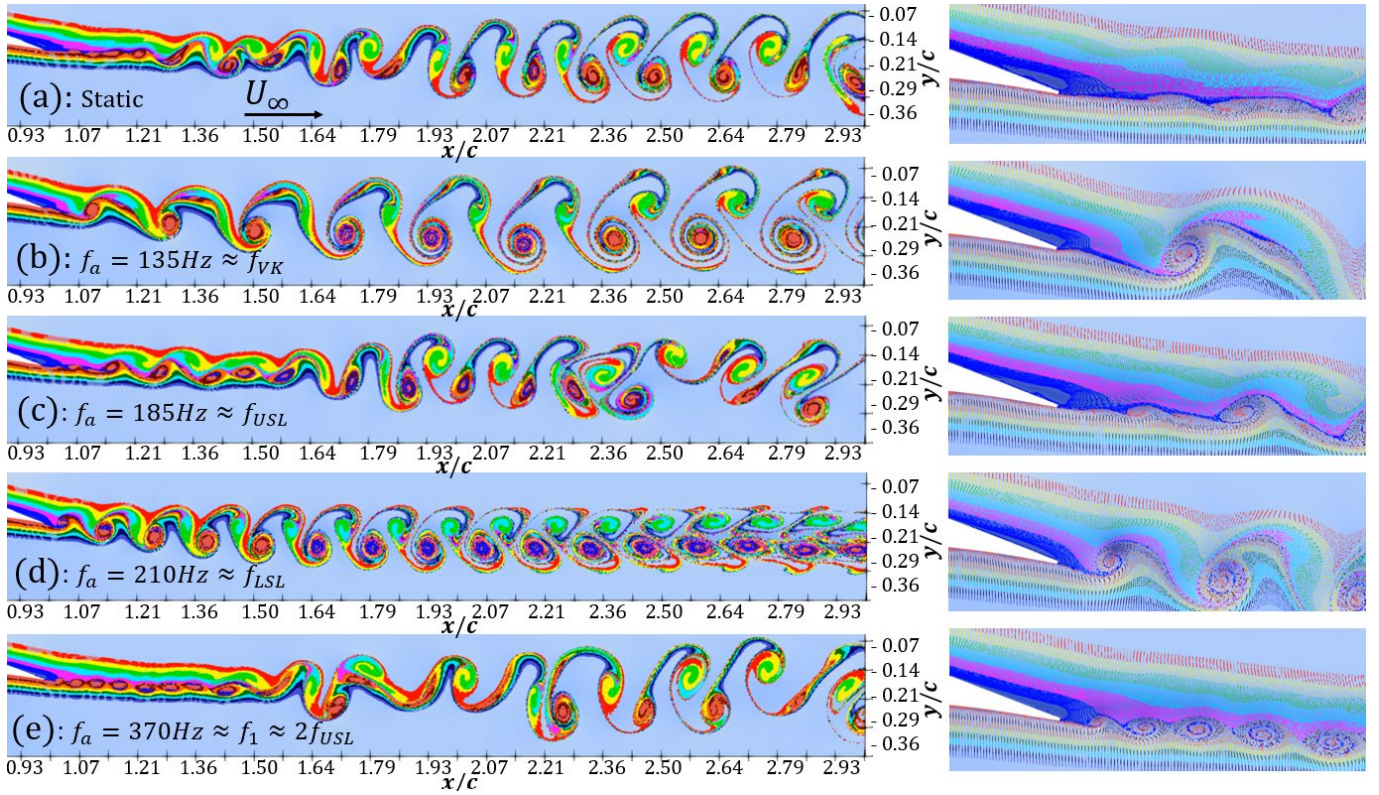 - 0.07
- 0.14
- 0.21
- 0.29
- 0.36
y/c
(a): Static
U∞
0.93 1.07 1.21 1.36 1.50 1.64 1.79 1.93 2.07 2.21 2.36 2.50 2.64 2.79 2.93
x/c
- 0.07
- 0.14
- 0.21
- 0.29
- 0.36
y/c
(b): fa = 135Hz ≈ fVK
0.93 1.07 1.21 1.36 1.50 1.64 1.79 1.93 2.07 2.21 2.36 2.50 2.64 2.79 2.93
x/c
- 0.07
- 0.14
- 0.21
- 0.29
- 0.36
y/c
(c): fa = 185Hz ≈ fUSL
0.93 1.07 1.21 1.36 1.50 1.64 1.79 1.93 2.07 2.21 2.36 2.50 2.64 2.79 2.93
x/c
- 0.07
- 0.14
- 0.21
- 0.29
- 0.36
y/c
(d): fa = 210Hz ≈ fLSL
0.93 1.07 1.21 1.36 1.50 1.64 1.79 1.93 2.07 2.21 2.36 2.50 2.64 2.79 2.93
x/c
- 0.07
- 0.14
- 0.21
- 0.29
- 0.36
y/c
(e): fa = 370Hz ≈ f1 ≈ 2fUSL
0.93 1.07 1.21 1.36 1.50 1.64 1.79 1.93 2.07 2.21 2.36 2.50 2.64 2.79 2.93
x/c